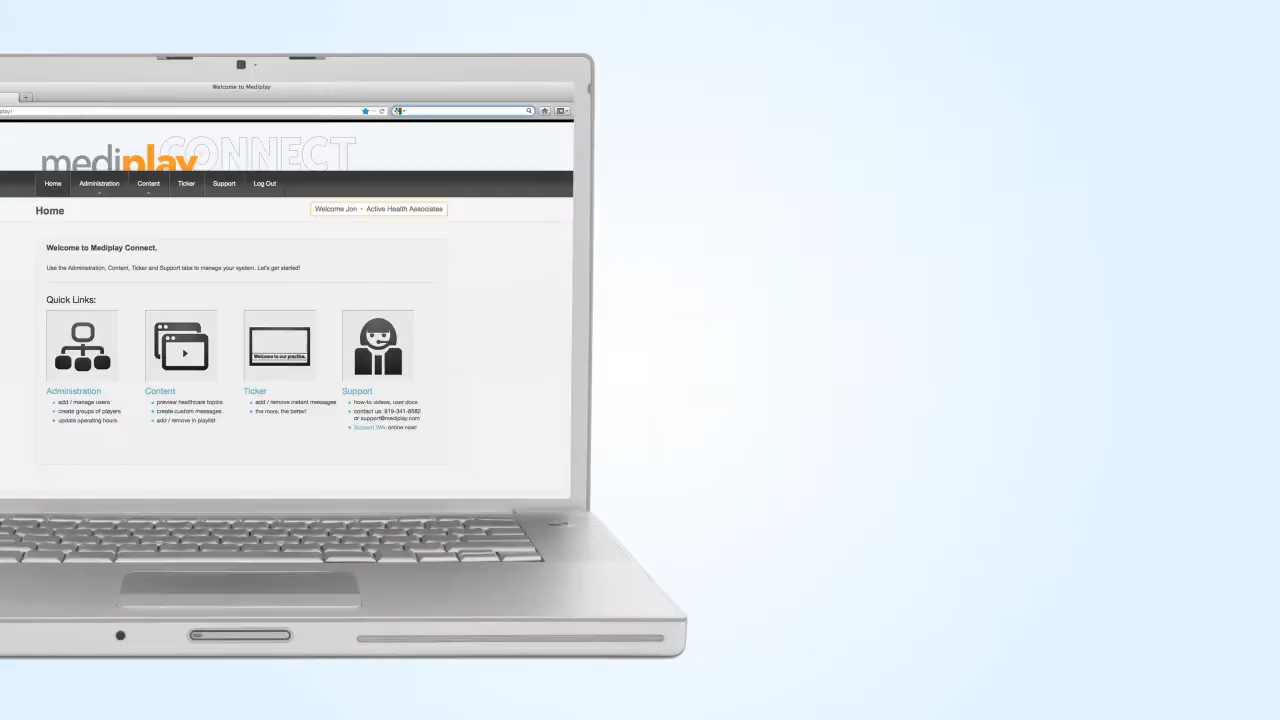 Welcome to Mediplay
play/
mediplay CONNECT
Home Administration Content Ticker Support Log Out
Home
Welcome Jon - Active Health Associates
Welcome to Mediplay Connect.
Use the Administration, Content, Ticker and Support tabs to manage your system. Let's get started!
Quick Links:
Welcome to our practice.
Administration
add / manage users
create groups of players
update operating hours
Content
preview healthcare topics
create custom messages
add / remove in playlist
Ticker
add / remove instant messages
the more, the better!
Support
how-to videos, user docs
contact us: 919-341-8582
or support@mediplay.com
Support Wiki online now!